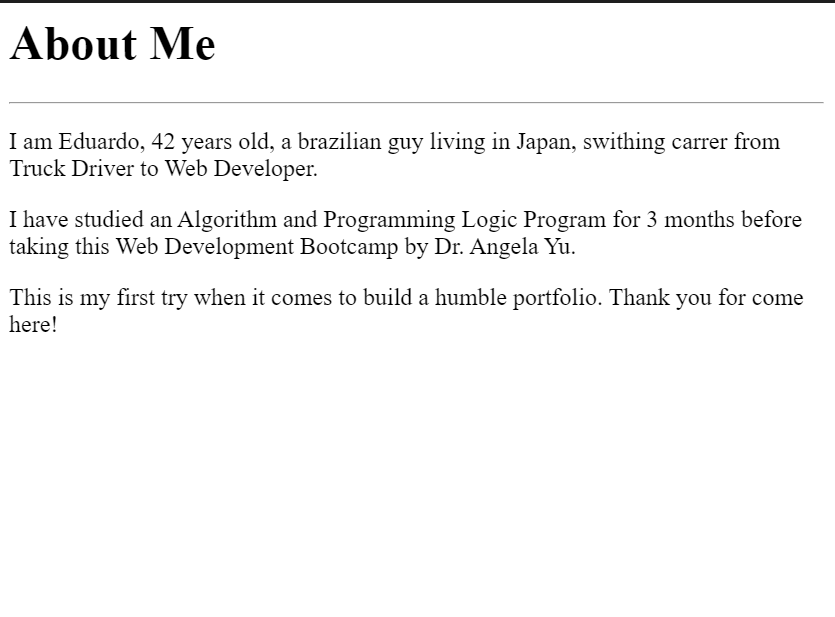 About Me
I am Eduardo, 42 years old, a brazilian guy living in Japan, swithing carrer from
Truck Driver to Web Developer.
I have studied an Algorithm and Programming Logic Program for 3 months before
taking this Web Development Bootcamp by Dr. Angela Yu.
This is my first try when it comes to build a humble portfolio. Thank you for come
here!